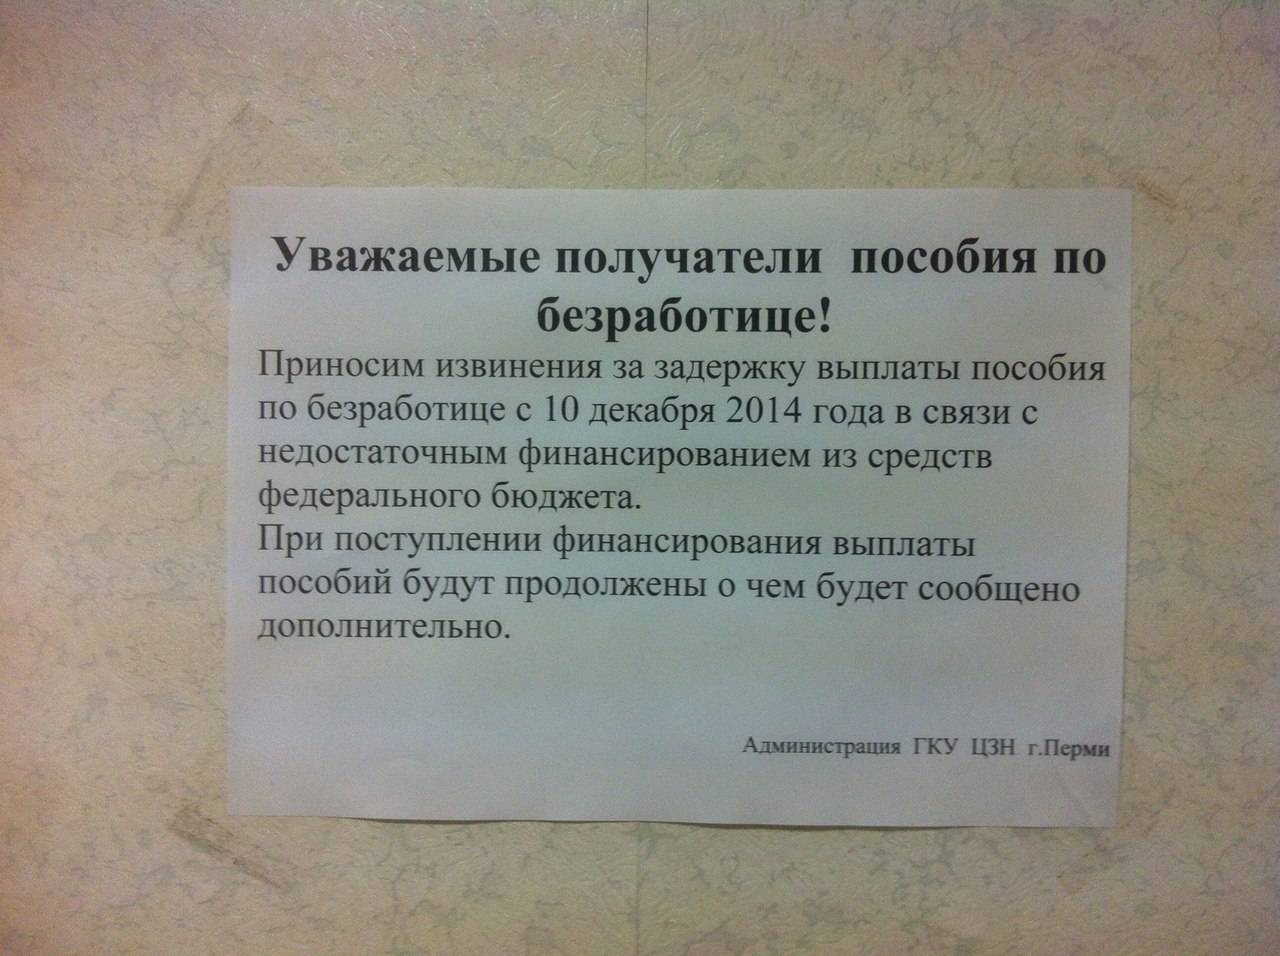 Уважаемые получатели пособия по
безработице!
Приносим извинения за задержку выплаты пособия
по безработице с 10 декабря 2014 года в связи с
недостаточным финансированием из средств
федерального бюджета.
При поступлении финансирования выплаты
пособий будут продолжены о чем будет сообщено
дополнительно.
Администрация ГКУ ЦЗН г.Перми